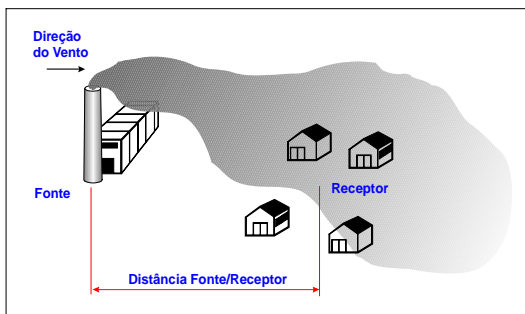 Direção
do Vento
Fonte
Receptor
Distância Fonte/Receptor